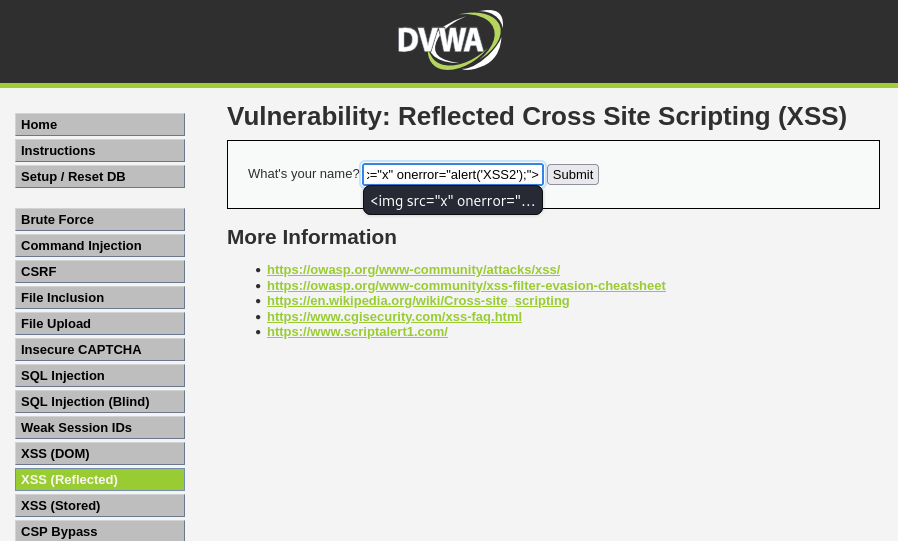 DVWA
Home
Instructions
Setup / Reset DB
Brute Force
Command Injection
CSRF
File Inclusion
File Upload
Insecure CAPTCHA
SQL Injection
SQL Injection (Blind)
Weak Session IDs
XSS (DOM)
XSS (Reflected)
XSS (Stored)
CSP Bypass
Vulnerability: Reflected Cross Site Scripting (XSS)
What's your name? ="x" onerror="alert('XSS2');"> Submit
<img src="x" onerror="...
More Information
• https://owasp.org/www-community/attacks/xss/
• https://owasp.org/www-community/xss-filter-evasion-cheatsheet
• https://en.wikipedia.org/wiki/Cross-site_scripting
• https://www.cgisecurity.com/xss-faq.html
• https://www.scriptalert1.com/